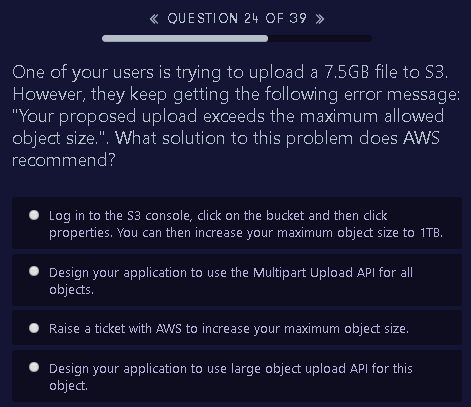 « QUESTION 24 OF 39 »
One of your users is trying to upload a 7.5GB file to S3.
However, they keep getting the following error message:
"Your proposed upload exceeds the maximum allowed
object size.". What solution to this problem does AWS
recommend?
Log in to the S3 console, click on the bucket and then click
properties. You can then increase your maximum object size to 1TB.
Design your application to use the Multipart Upload API for all
objects.
Raise a ticket with AWS to increase your maximum object size.
Design your application to use large object upload API for this
object.